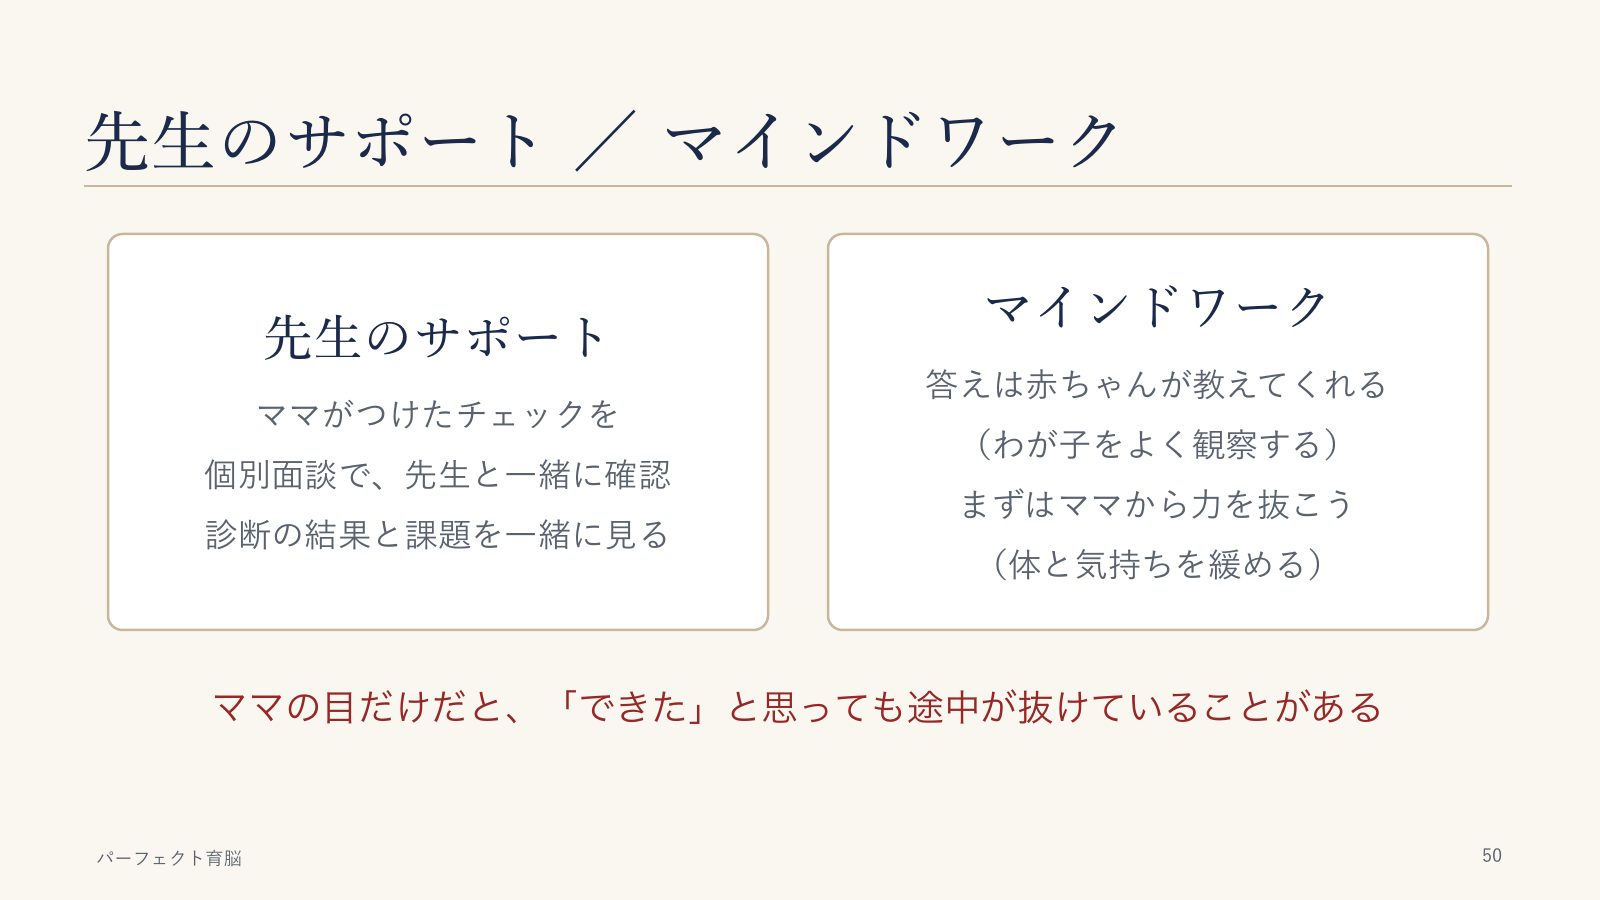 先生のサポート ／ マインドワーク
先生のサポート
ママがつけたチェックを
個別面談で、先生と一緒に確認
診断の結果と課題を一緒に見る
マインドワーク
答えは赤ちゃんが教えてくれる
（わが子をよく観察する）
まずはママから力を抜こう
（体と気持ちを緩める）
ママの目だけだと、「できた」と思っても途中が抜けていることがある
パーフェクト育脳
50